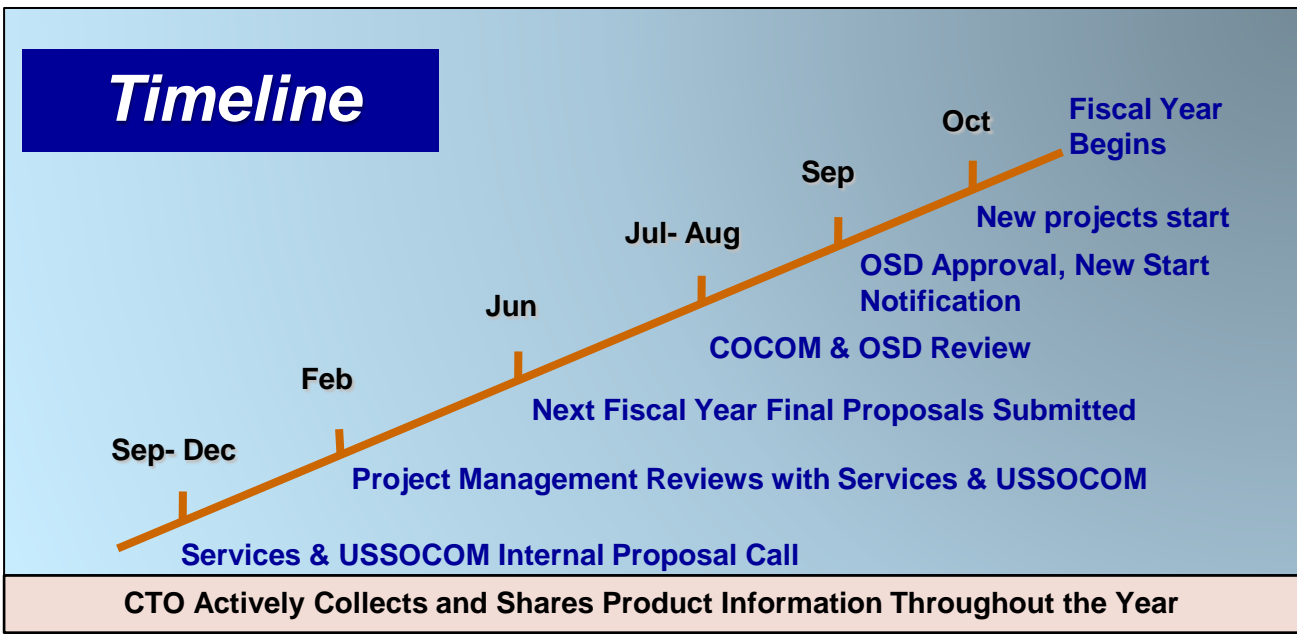 Timeline
Oct
Fiscal Year
Begins
Sep
New projects start
Jul- Aug
OSD Approval, New Start
Notification
Jun
COCOM & OSD Review
Feb
Next Fiscal Year Final Proposals Submitted
Sep- Dec
Project Management Reviews with Services & USSOCOM
Services & USSOCOM Internal Proposal Call
CTO Actively Collects and Shares Product Information Throughout the Year